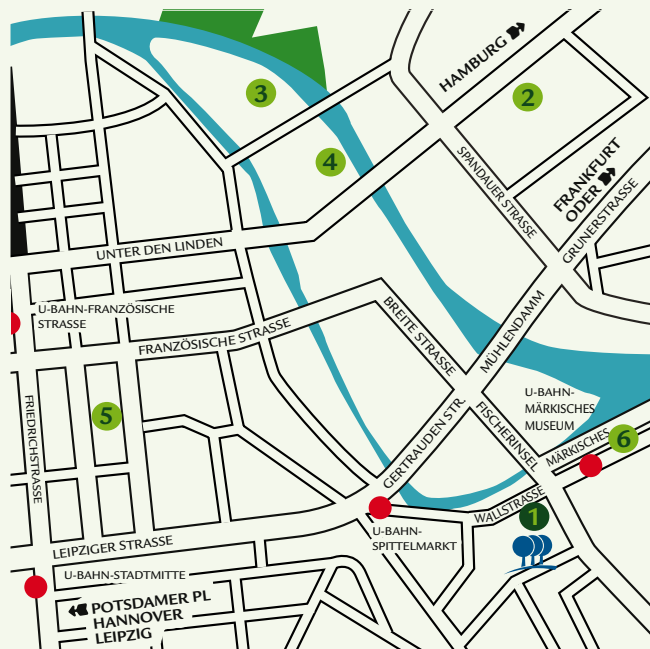 HAMBURG
2
3
4
SPANDAUER STRASSE
FRANKFURT
ODER
GRUNERSTRASSE
UNTER DEN LINDEN
U-BAHN-FRANZÖSISCHE
STRASSE
FRANZÖSISCHE STRASSE
BREITE STRASSE
MÜHLENDAMM
5
FRIEDRICHSTRASSE
GERTRAUDEN STR.
FISCHERINSEL
U-BAHN-
MÄRKISCHES
MUSEUM
MÄRKISCHES
6
WALLSTRASSE
1
U-BAHN-
SPITTELMARKT
LEIPZIGER STRASSE
U-BAHN-STADTMITTE
POTSDAMER PL
HANNOVER
LEIPZIG